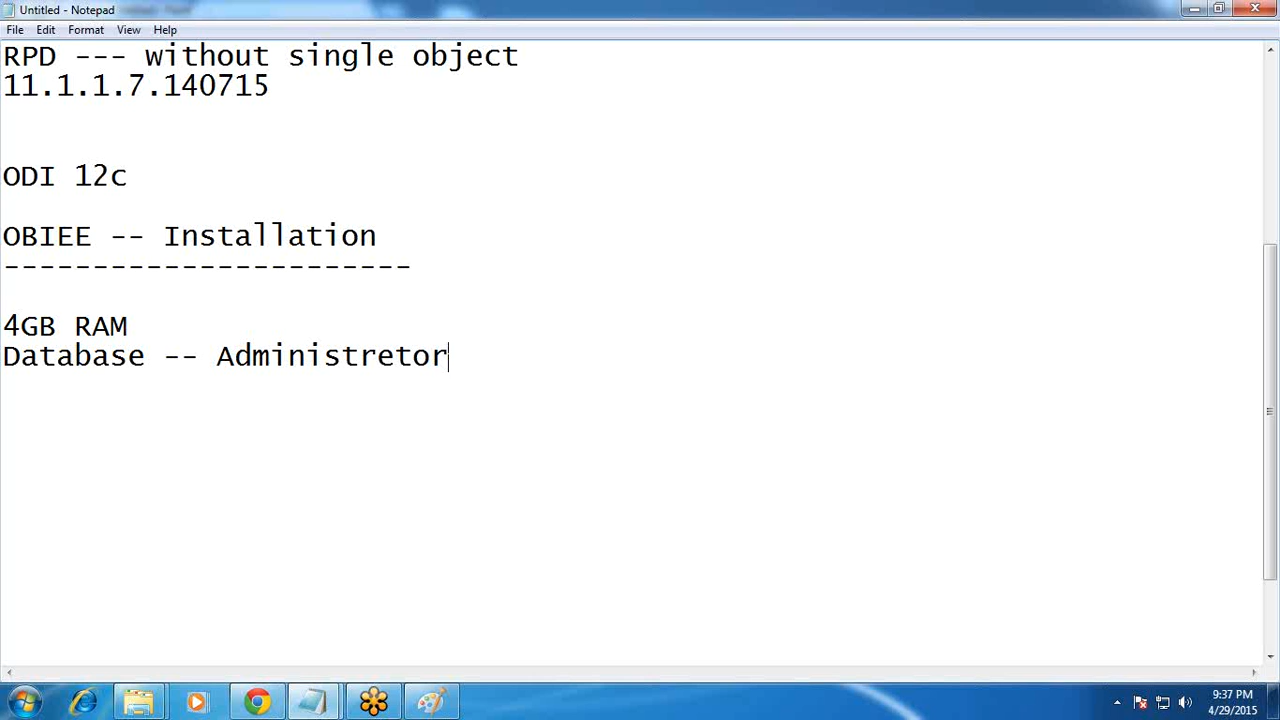 Untitled - Notepad
File Edit Format View Help
RPD --- without single object
11.1.1.7.140715
ODI 12c
OBIEE -- Installation
-----------------------
4GB RAM
Database -- Administretor
9:37 PM
4/29/2015